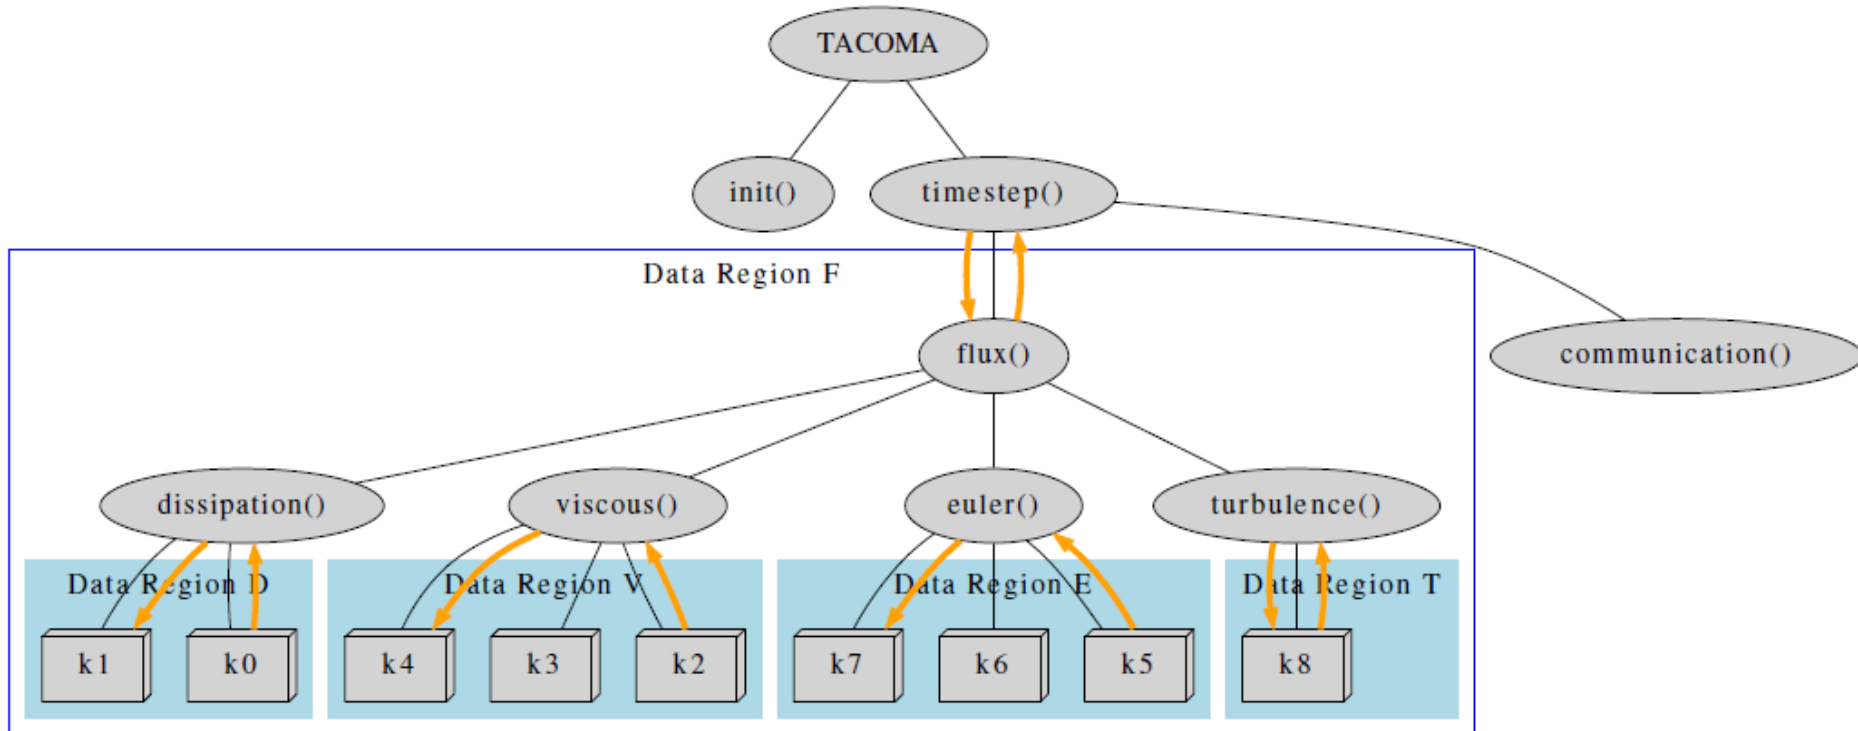 TACOMA
init()
timestep()
Data Region F
flux()
communication()
dissipation()
viscous()
euler()
turbulence()
Data Region D
Data Region V
Data Region E
Data Region T
k1
k0
k4
k3
k2
k7
k6
k5
k8